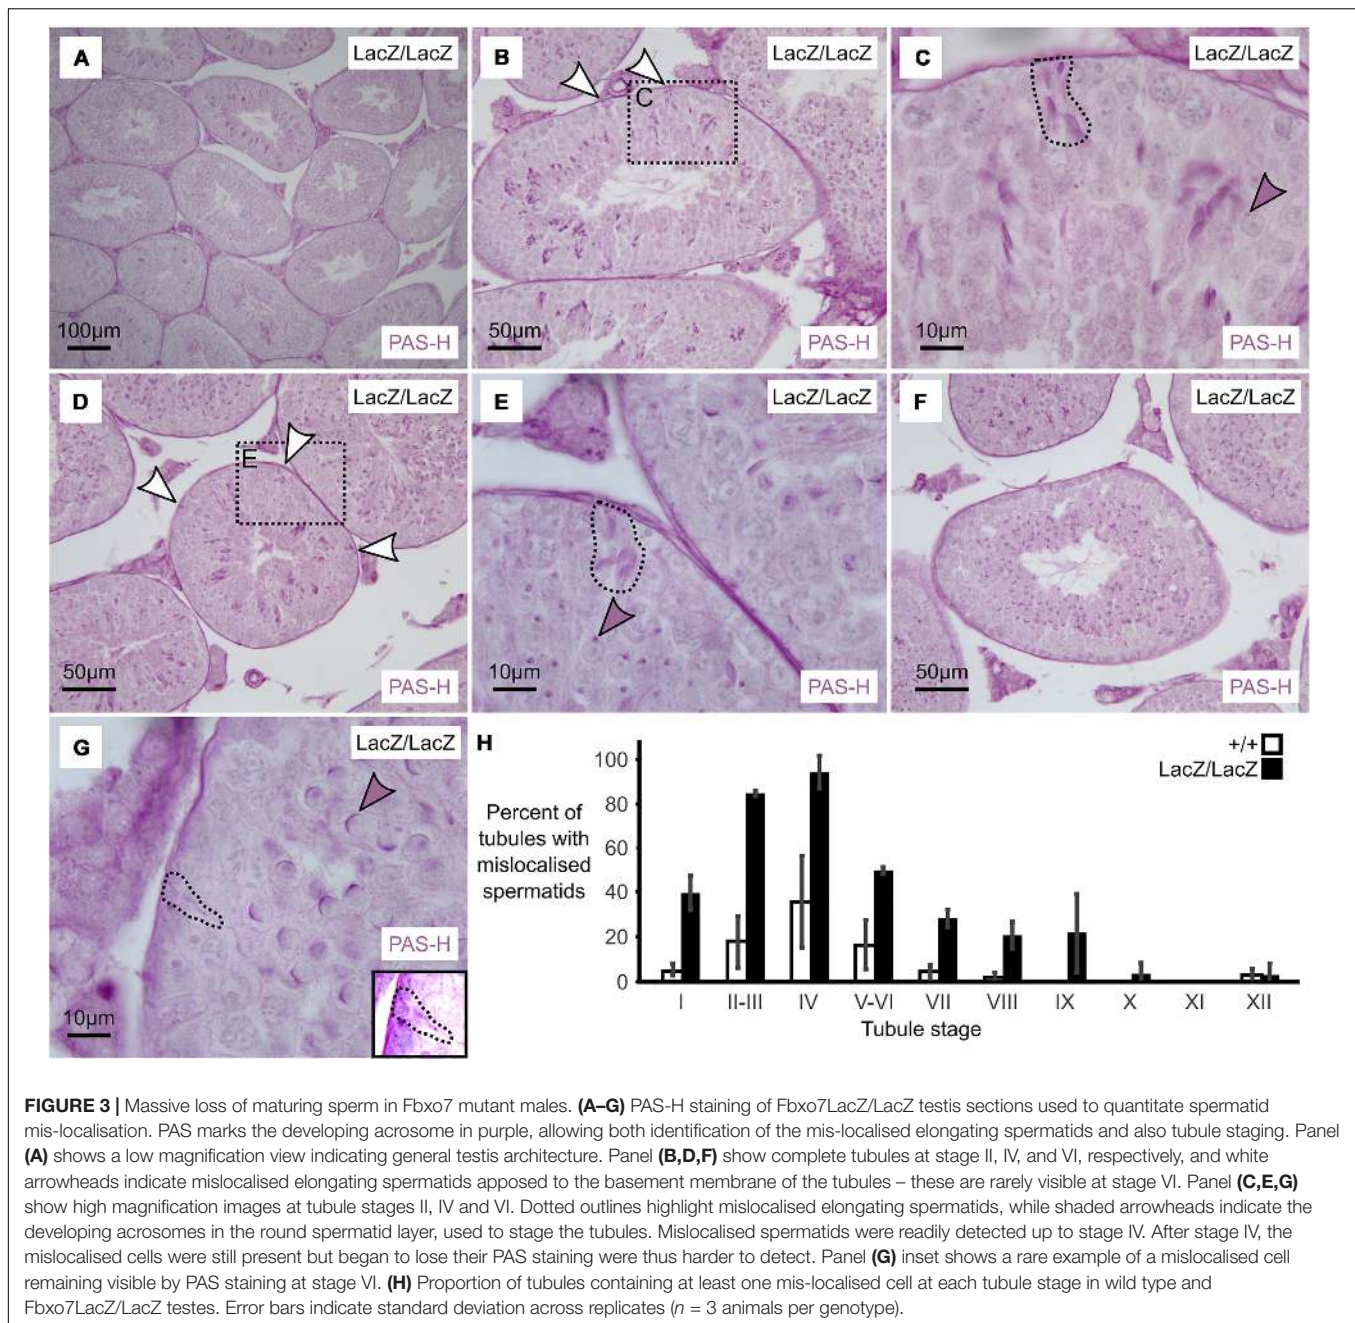 A
LacZ/LacZ
100µm
PAS-H
B
LacZ/LacZ
C
50µm
PAS-H
C
LacZ/LacZ
10µm
PAS-H
D
LacZ/LacZ
E
50µm
PAS-H
E
LacZ/LacZ
10µm
PAS-H
F
LacZ/LacZ
50µm
PAS-H
G
LacZ/LacZ
PAS-H
10µm
H
+/+
LacZ/LacZ
Percent of
tubules with
mislocalised
spermatids
100
80
60
40
20
0
I II-III IV V-VI VII VIII IX X XI XII
Tubule stage
FIGURE 3 | Massive loss of maturing sperm in Fbxo7 mutant males. (A–G) PAS-H staining of Fbxo7LacZ/LacZ testis sections used to quantitate spermatid
mis-localisation. PAS marks the developing acrosome in purple, allowing both identification of the mis-localised elongating spermatids and also tubule staging. Panel
(A) shows a low magnification view indicating general testis architecture. Panel (B,D,F) show complete tubules at stage II, IV, and VI, respectively, and white
arrowheads indicate mislocalised elongating spermatids apposed to the basement membrane of the tubules – these are rarely visible at stage VI. Panel (C,E,G)
show high magnification images at tubule stages II, IV and VI. Dotted outlines highlight mislocalised elongating spermatids, while shaded arrowheads indicate the
developing acrosomes in the round spermatid layer, used to stage the tubules. Mislocalised spermatids were readily detected up to stage IV. After stage IV, the
mislocalised cells were still present but began to lose their PAS staining were thus harder to detect. Panel (G) inset shows a rare example of a mislocalised cell
remaining visible by PAS staining at stage VI. (H) Proportion of tubules containing at least one mis-localised cell at each tubule stage in wild type and
Fbxo7LacZ/LacZ testes. Error bars indicate standard deviation across replicates (n = 3 animals per genotype).